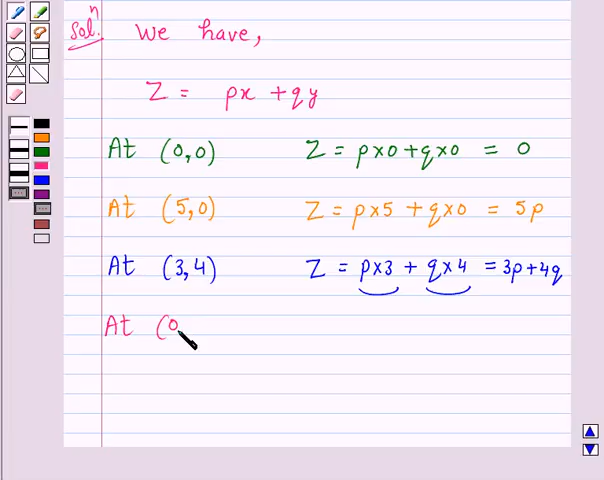 Solⁿ. We have,
Z = px + qy
At (0,0) Z = p×0 + q×0 = 0
At (5,0) Z = p×5 + q×0 = 5p
At (3,4) Z = p×3 + q×4 = 3p+4q
At (0